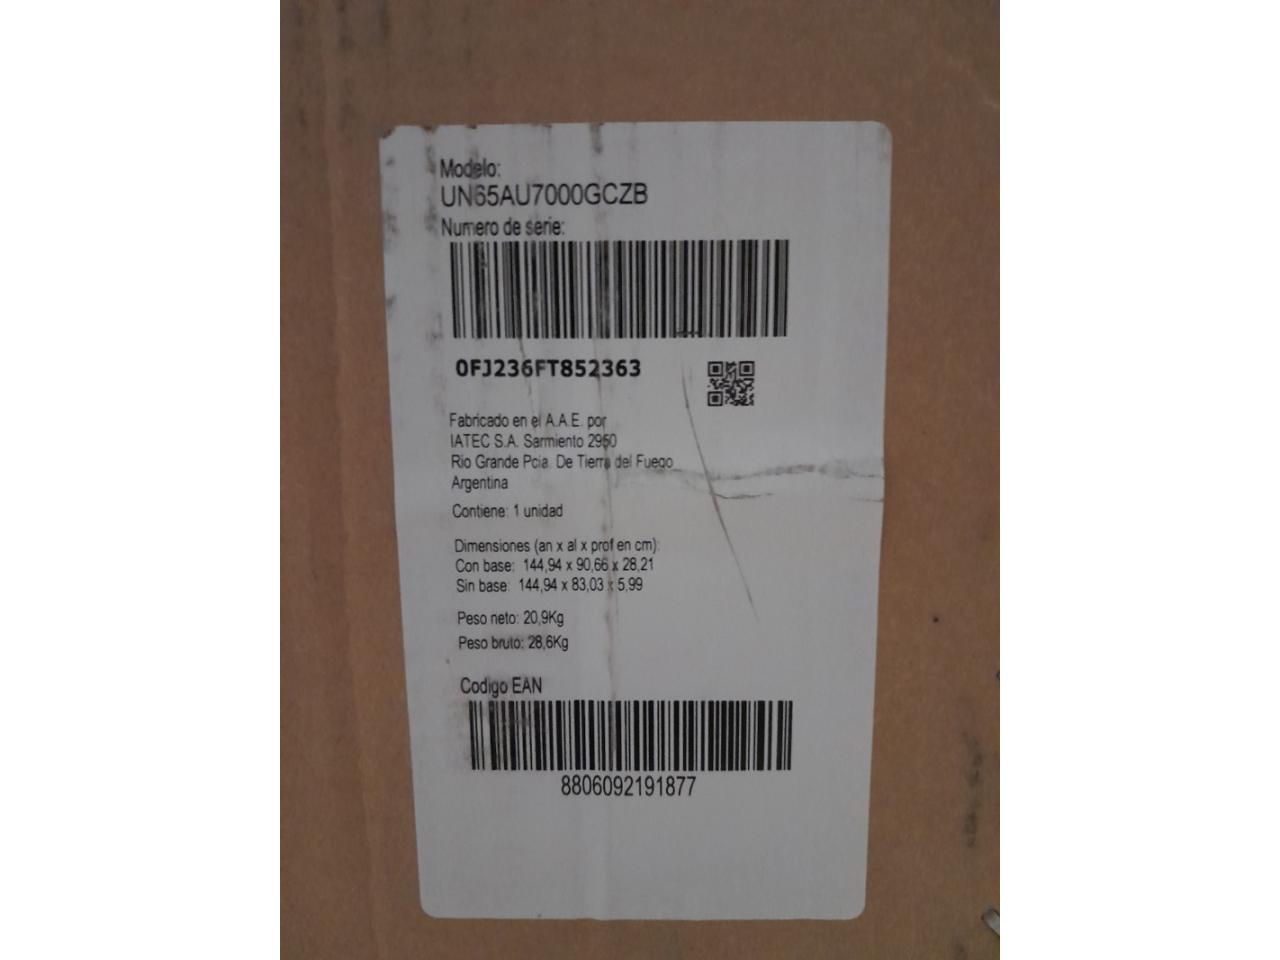 Modelo:
UN65AU7000GCZB
Numero de serie:
0FJ236FT852363
Fabricado en el A.A.E. por
IATEC S.A. Sarmiento 2950
Rio Grande Pcia. De Tierra del Fuego
Argentina
Contiene: 1 unidad
Dimensiones (an x al x prof en cm):
Con base: 144,94 x 90,66 x 28,21
Sin base: 144,94 x 83,03 x 5,99
Peso neto: 20,9Kg
Peso bruto: 28,6Kg
Codigo EAN
8806092191877